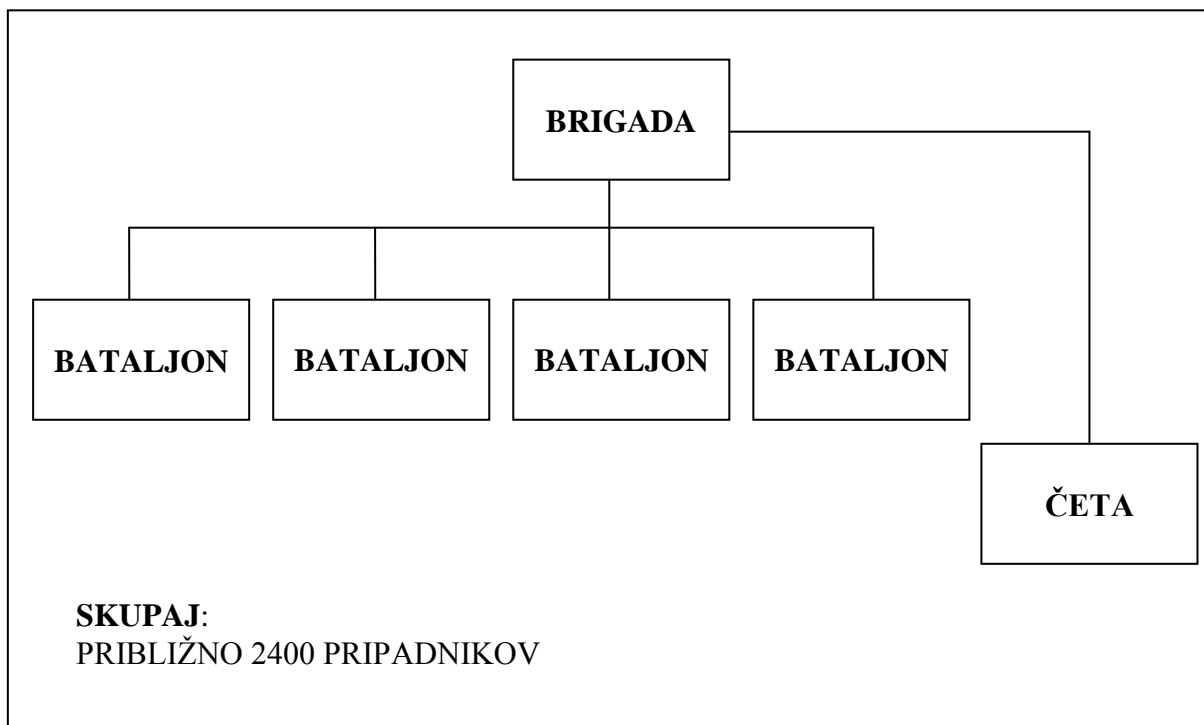 BRIGADA
BATALJON
BATALJON
BATALJON
BATALJON
ČETA
SKUPAJ:
PRIBLIŽNO 2400 PRIPADNIKOV